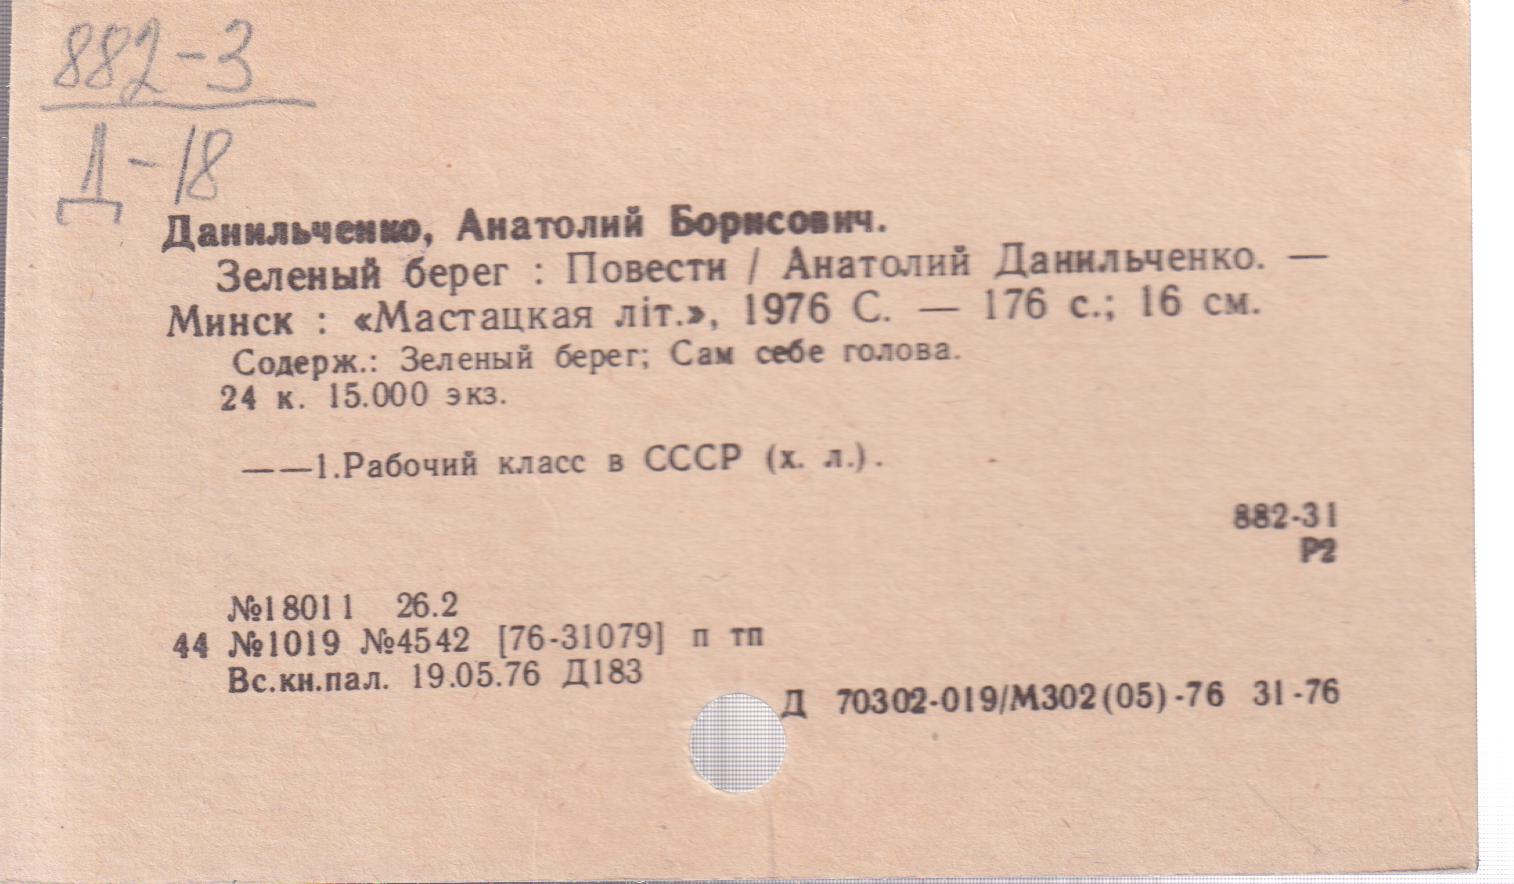 882-3
Д-18
Данильченко, Анатолий Борисович.
Зеленый берег : Повести / Анатолий Данильченко. —
Минск : «Мастацкая літ.», 1976 С. — 176 с.; 16 см.
Содерж.: Зеленый берег; Сам себе голова.
24 к. 15.000 экз.
——1.Рабочий класс в СССР (х. л.).
882-31
Р2
№18011 26.2
44 №1019 №4542 [76-31079] п тп
Вс.кн.пал. 19.05.76 Д183
Д 70302-019/М302(05)-76 31-76